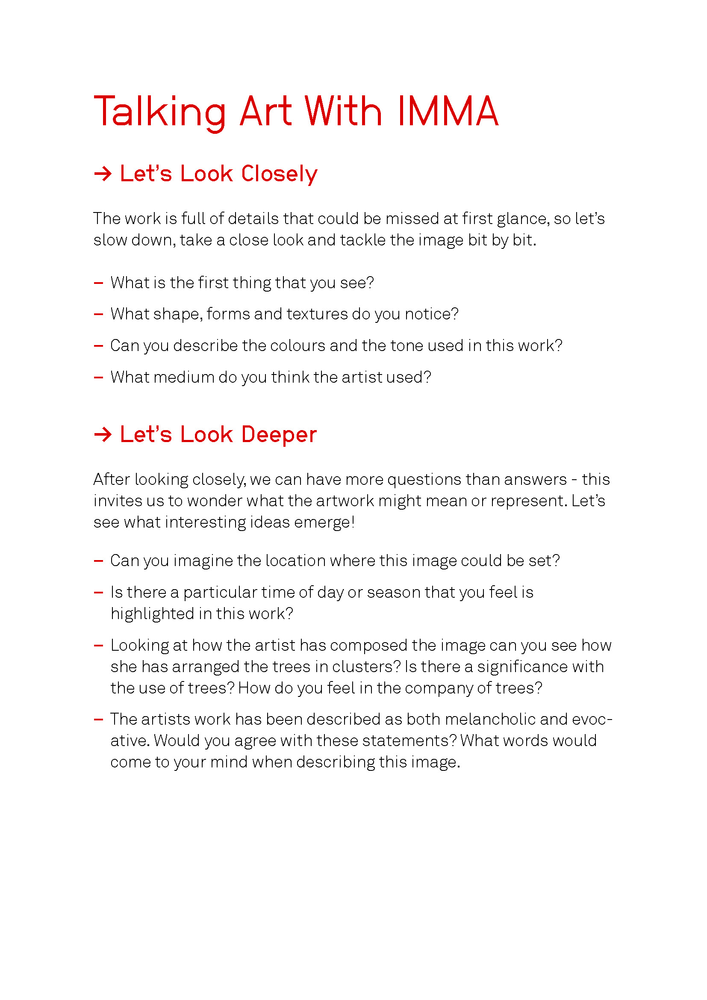 Talking Art With IMMA
→ Let's Look Closely
The work is full of details that could be missed at first glance, so let's
slow down, take a close look and tackle the image bit by bit.
– What is the first thing that you see?
– What shape, forms and textures do you notice?
– Can you describe the colours and the tone used in this work?
– What medium do you think the artist used?
→ Let's Look Deeper
After looking closely, we can have more questions than answers - this
invites us to wonder what the artwork might mean or represent. Let's
see what interesting ideas emerge!
– Can you imagine the location where this image could be set?
– Is there a particular time of day or season that you feel is
highlighted in this work?
– Looking at how the artist has composed the image can you see how
she has arranged the trees in clusters? Is there a significance with
the use of trees? How do you feel in the company of trees?
– The artists work has been described as both melancholic and evoc-
ative. Would you agree with these statements? What words would
come to your mind when describing this image.